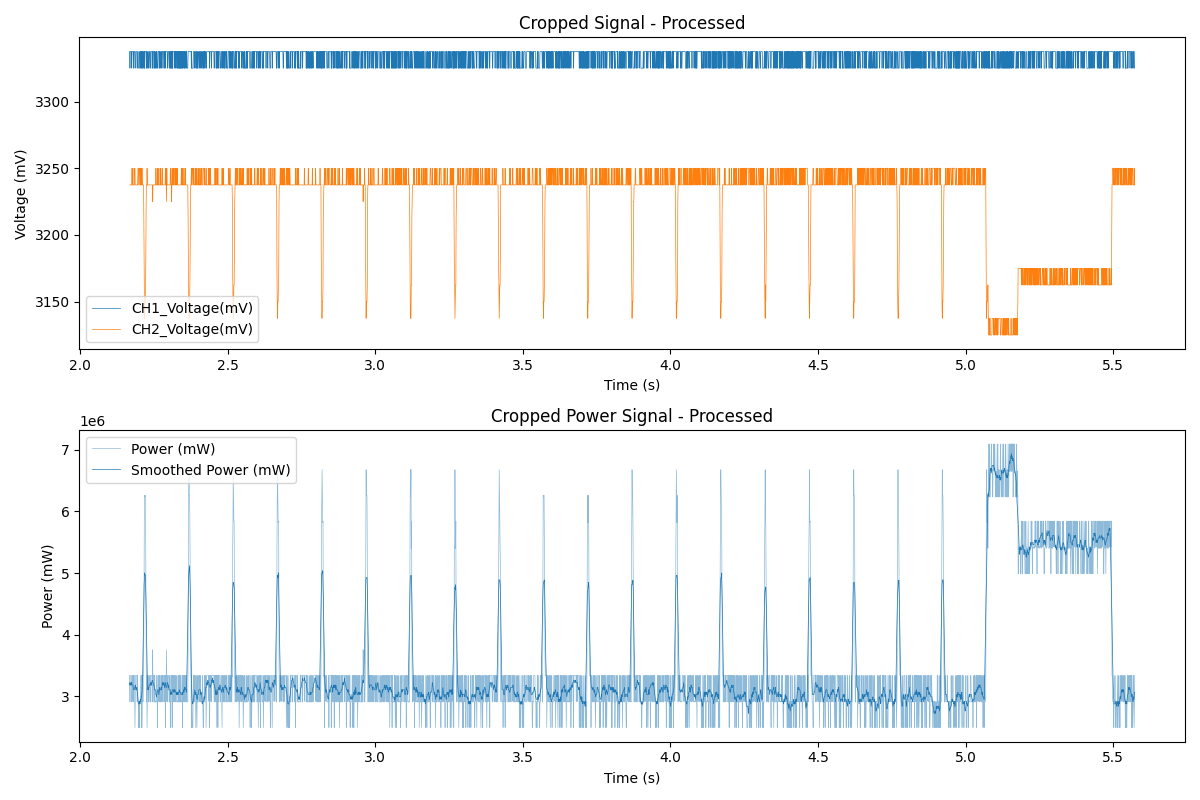 Cropped Signal - Processed
Voltage (mV)
3300
3250
3200
3150
CH1_Voltage(mV)
CH2_Voltage(mV)
2.0 2.5 3.0 3.5 4.0 4.5 5.0 5.5
Time (s)
Cropped Power Signal - Processed
1e6
Power (mW)
7
6
5
4
3
Power (mW)
Smoothed Power (mW)
2.0 2.5 3.0 3.5 4.0 4.5 5.0 5.5
Time (s)